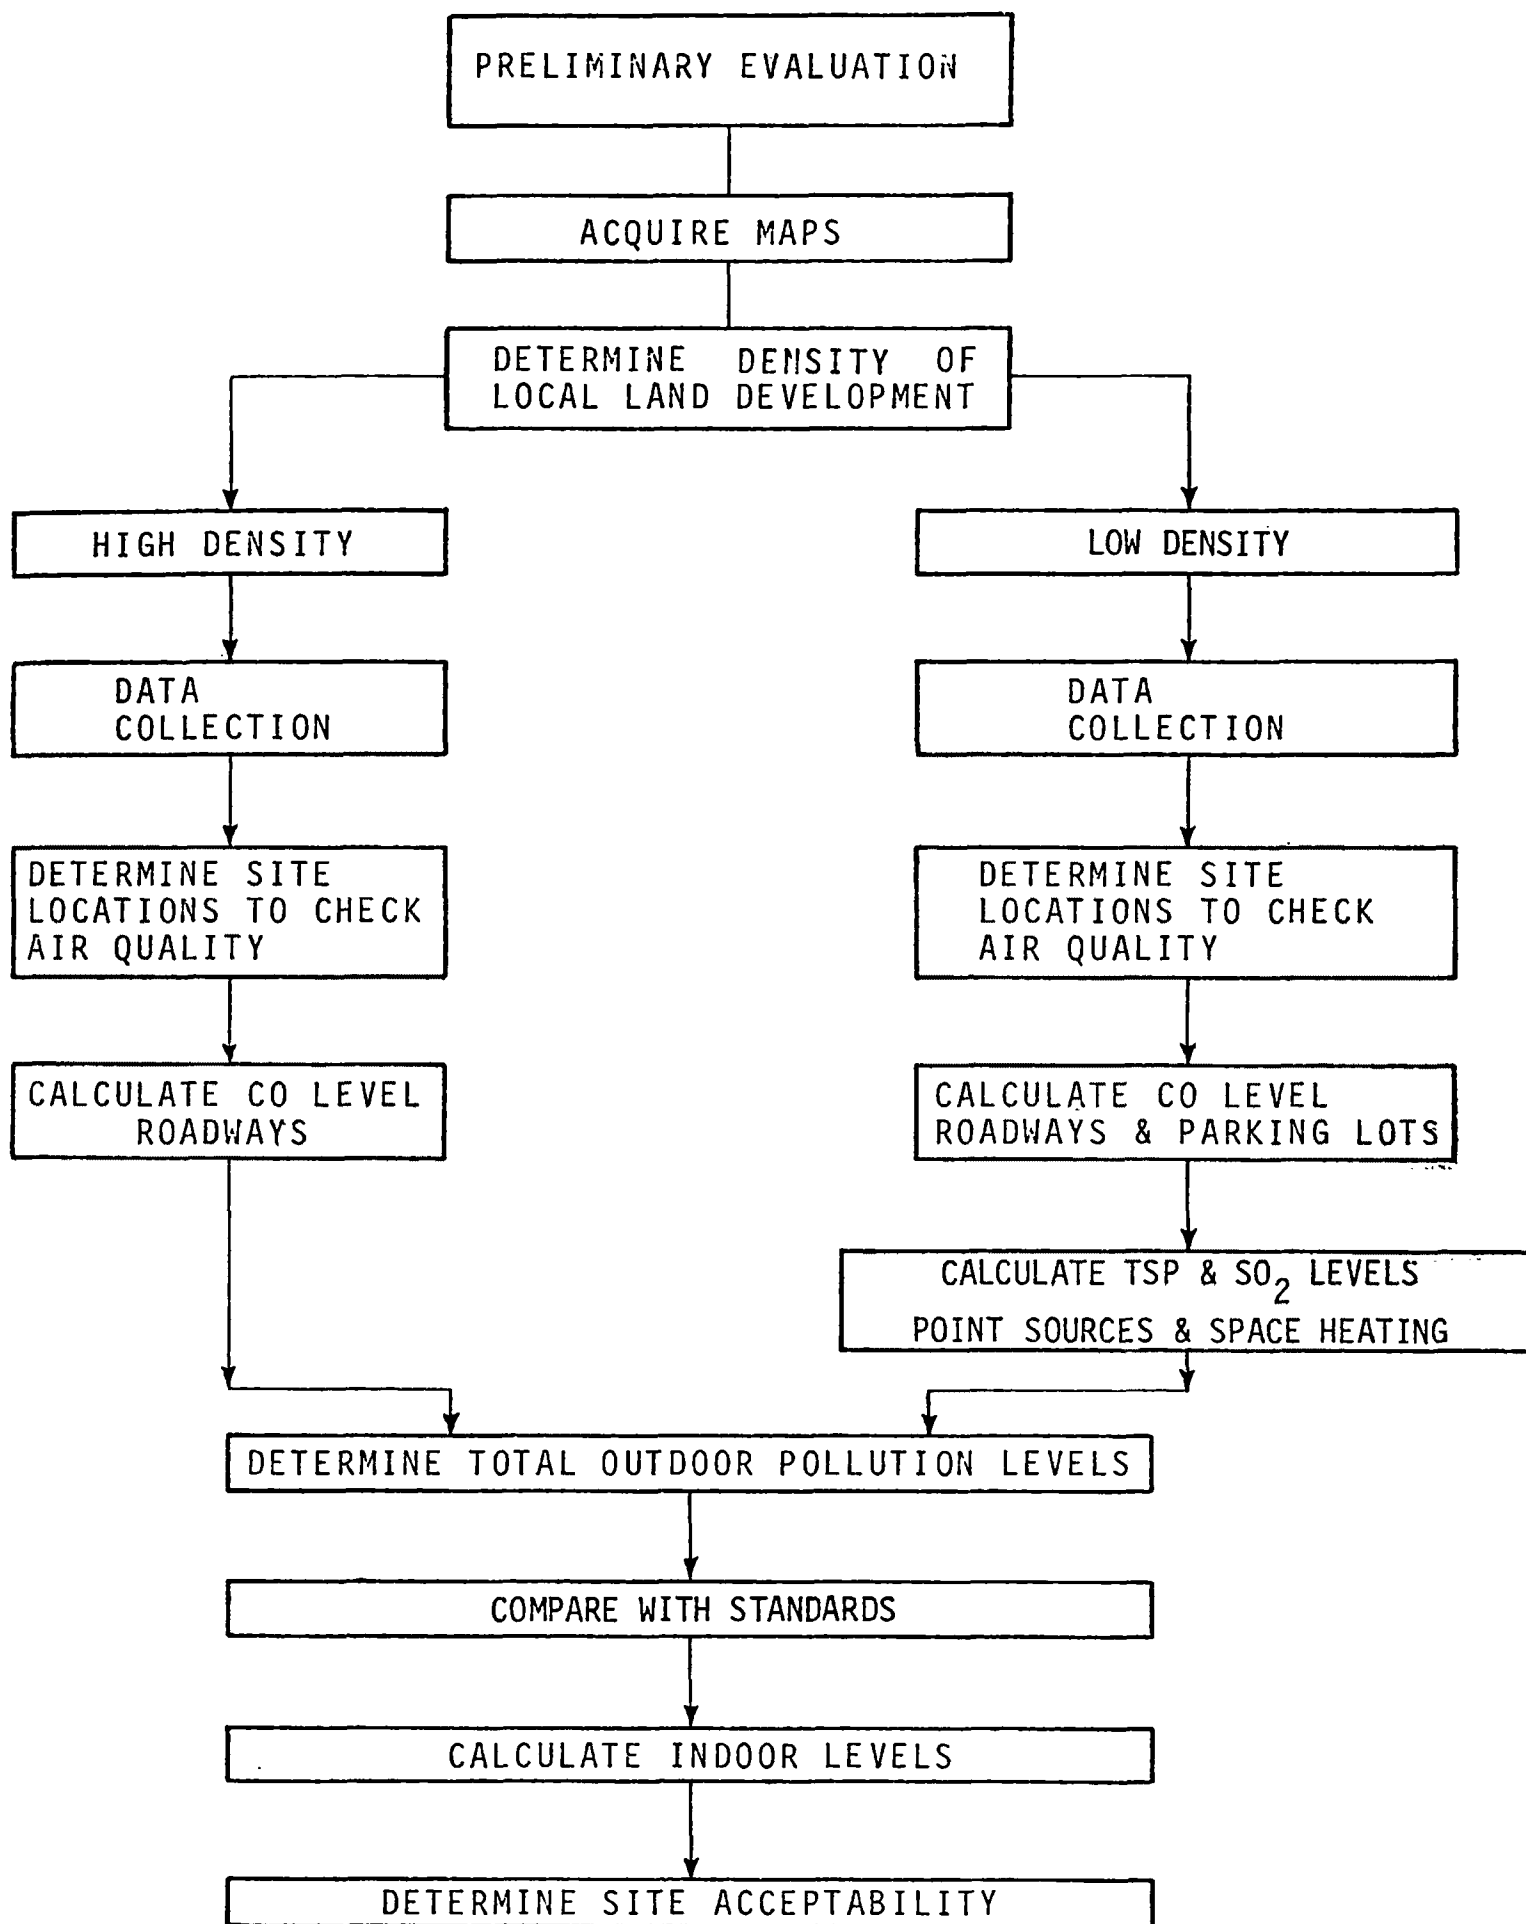 PRELIMINARY EVALUATION
ACQUIRE MAPS
DETERMINE DENSITY OF
LOCAL LAND DEVELOPMENT
HIGH DENSITY
LOW DENSITY
DATA
COLLECTION
DATA
COLLECTION
DETERMINE SITE
LOCATIONS TO CHECK
AIR QUALITY
DETERMINE SITE
LOCATIONS TO CHECK
AIR QUALITY
CALCULATE CO LEVEL
ROADWAYS
CALCULATE CO LEVEL
ROADWAYS & PARKING LOTS
CALCULATE TSP & SO2 LEVELS
POINT SOURCES & SPACE HEATING
DETERMINE TOTAL OUTDOOR POLLUTION LEVELS
COMPARE WITH STANDARDS
CALCULATE INDOOR LEVELS
DETERMINE SITE ACCEPTABILITY